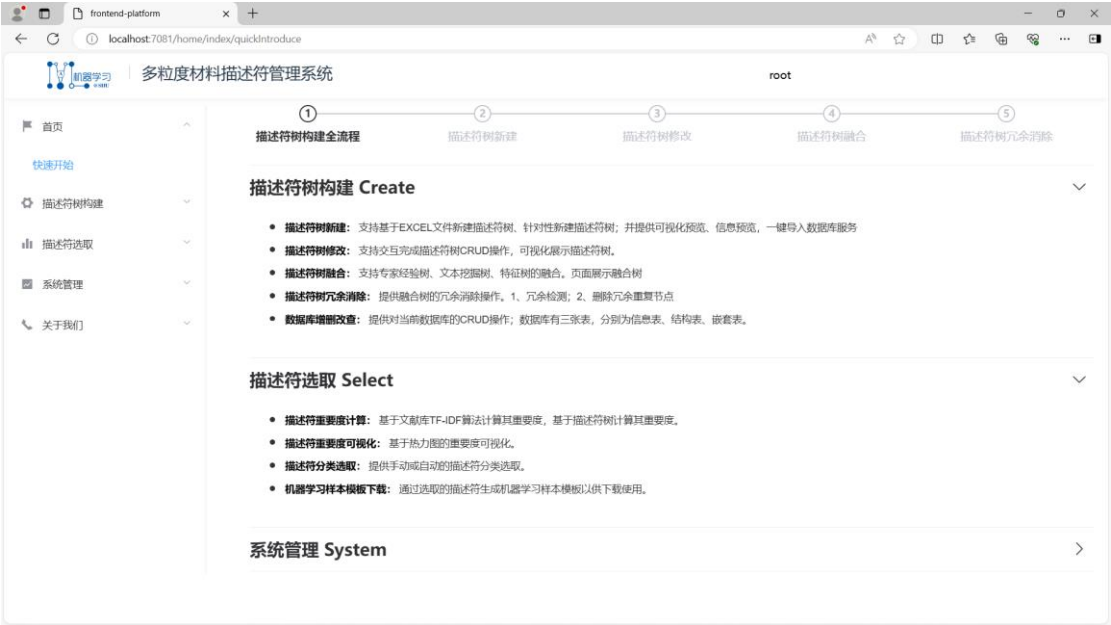 frontend-platform
localhost:7081/home/index/quickIntroduce
机器学习
多粒度材料描述符管理系统
root
首页
快速开始
描述符树构建
描述符选取
系统管理
关于我们
1
2
3
4
5
描述符树构建全流程
描述符树新建
描述符树修改
描述符树融合
描述符树冗余消除
描述符树构建 Create
描述符树新建： 支持基于EXCEL文件新建描述符树、针对性新建描述符树；并提供可视化预览、信息预览，一键导入数据库服务
描述符树修改： 支持交互完成描述符树CRUD操作，可视化展示描述符树。
描述符树融合： 支持专家经验树、文本挖掘树、特征树的融合。页面展示融合树
描述符树冗余消除： 提供融合树的冗余消除操作。1、冗余检测；2、删除冗余重复节点
数据库增删改查： 提供对当前数据库的CRUD操作；数据库有三张表，分别为信息表、结构表、嵌套表。
描述符选取 Select
描述符重要度计算： 基于文献库TF-IDF算法计算其重要度，基于描述符树计算其重要度。
描述符重要度可视化： 基于热力图的重要度可视化。
描述符分类选取： 提供手动或自动的描述符分类选取。
机器学习样本模板下载： 通过选取的描述符生成机器学习样本模板以供下载使用。
系统管理 System